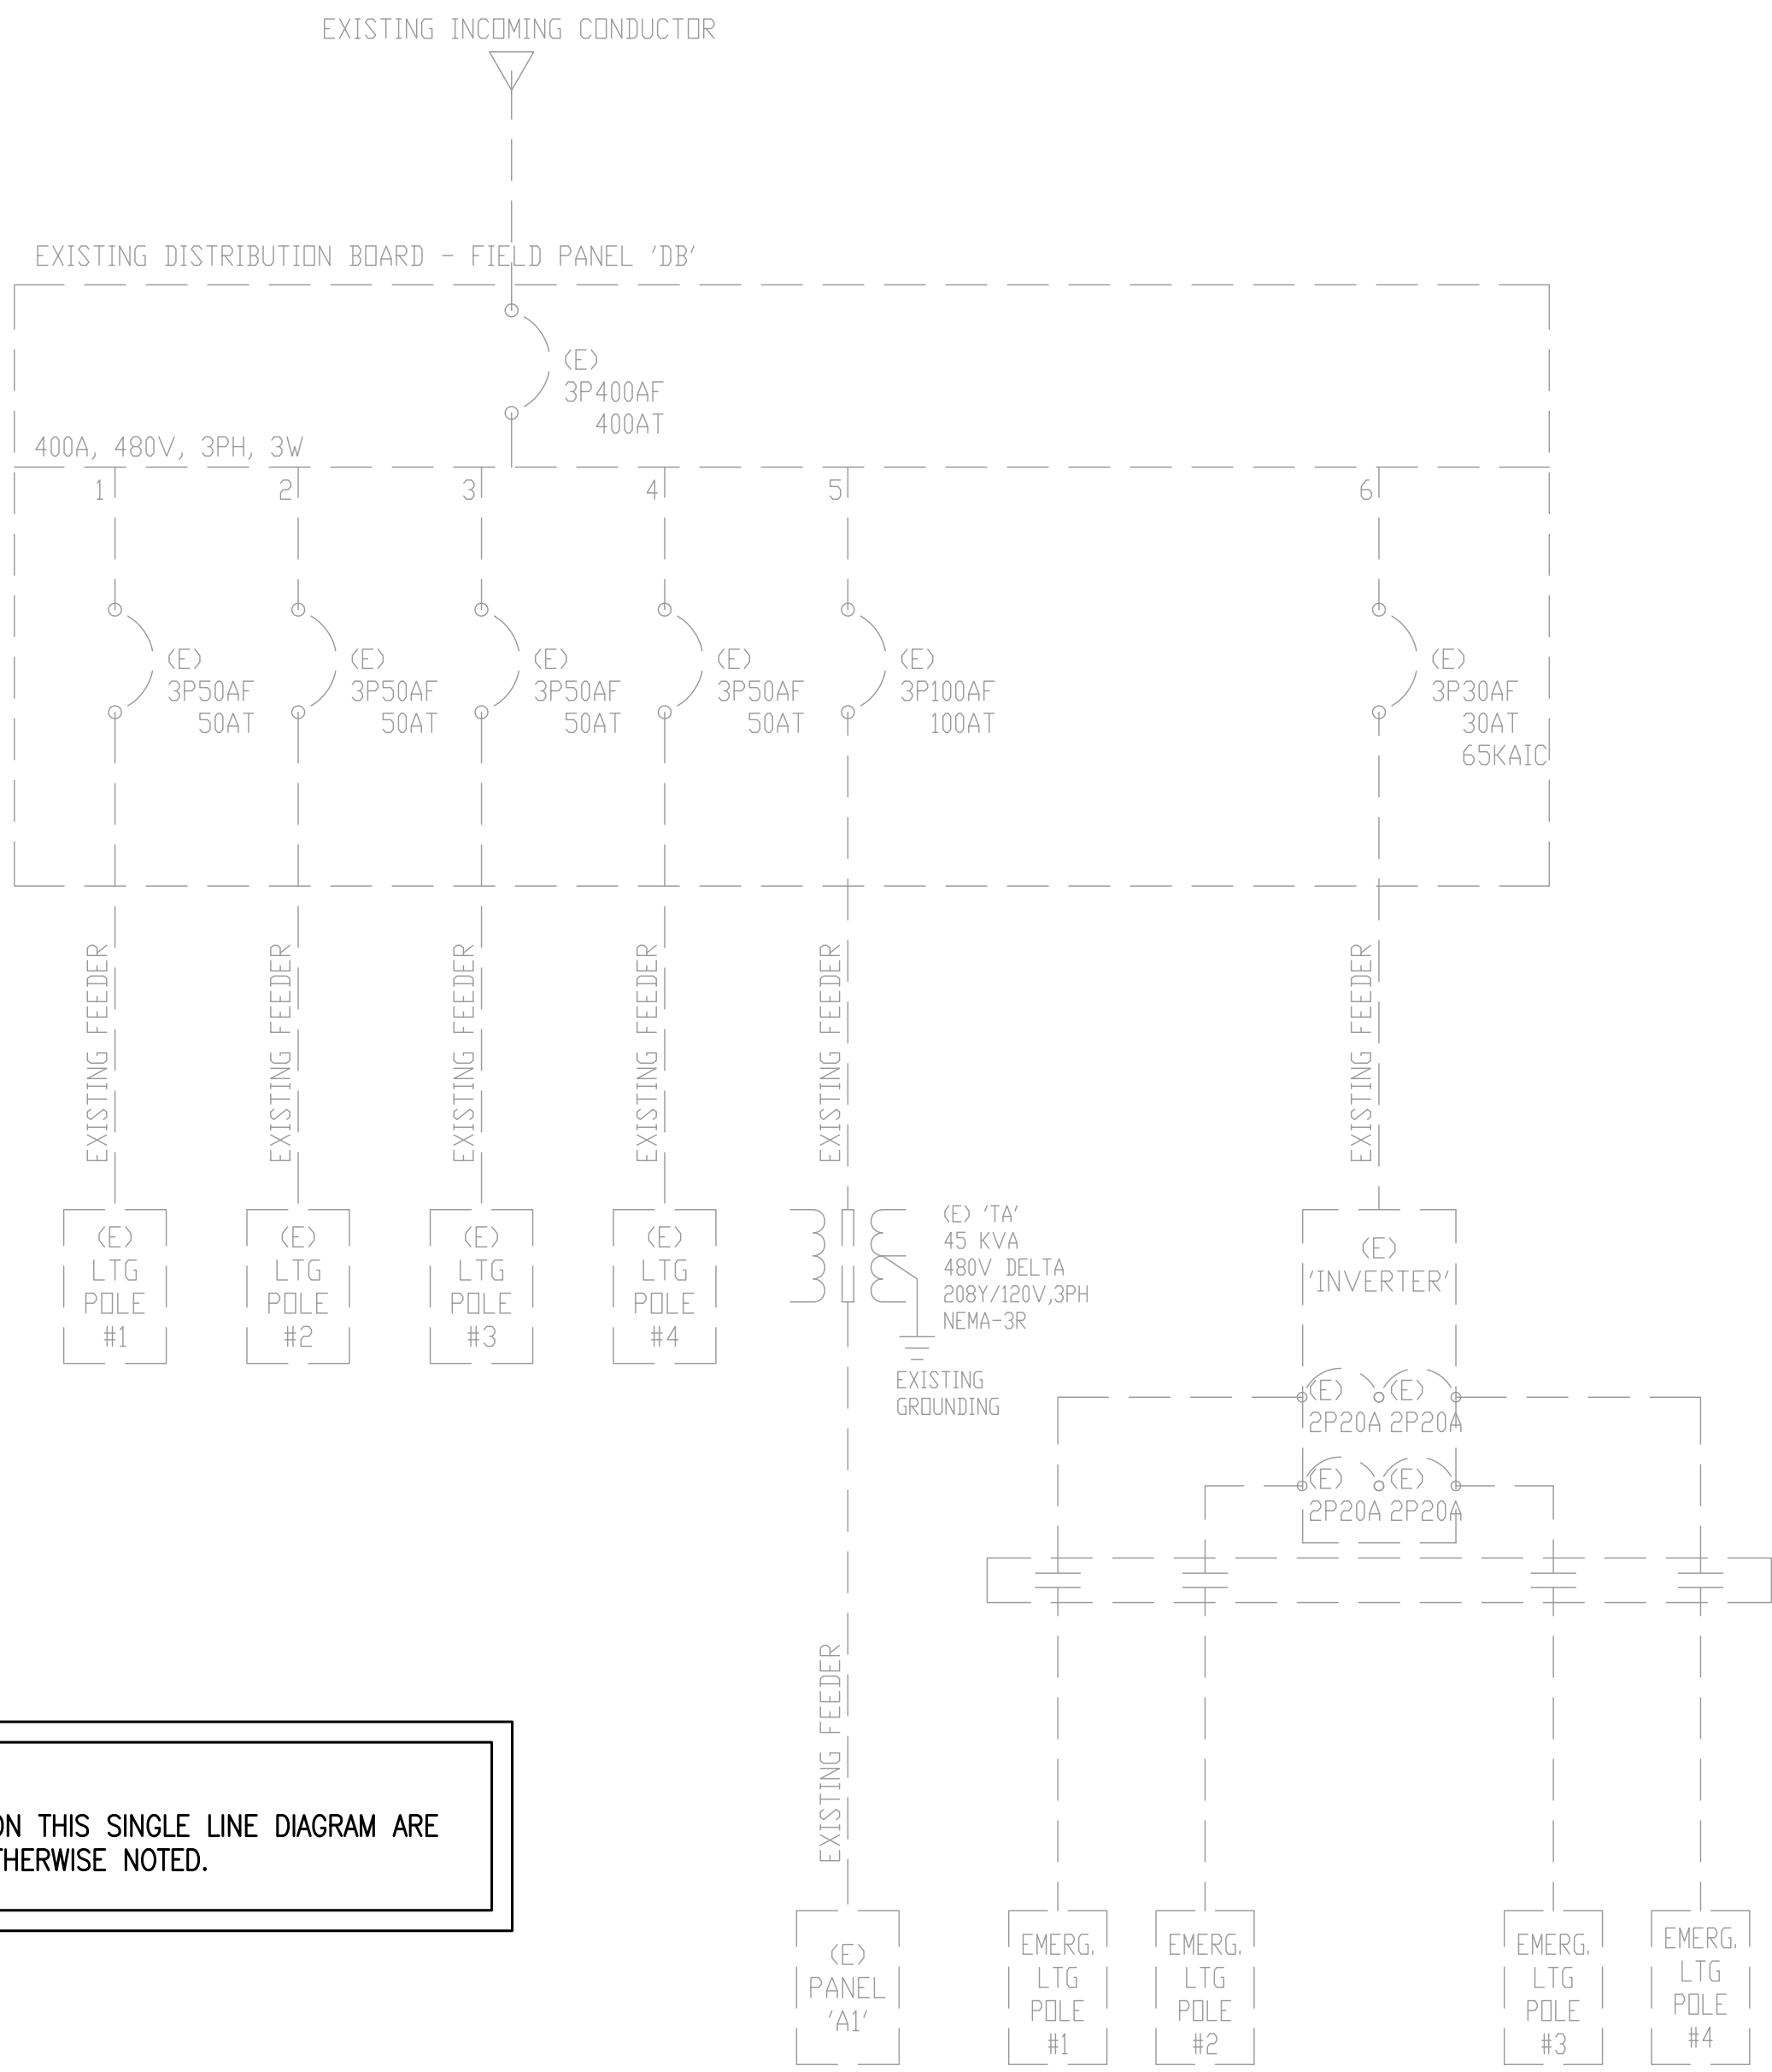 EXISTING INCOMING CONDUCTOR
EXISTING DISTRIBUTION BOARD - FIELD PANEL 'DB'
(E)
3P400AF
400AT
400A, 480V, 3PH, 3W
1
2
3
4
5
6
(E)
3P50AF
50AT
(E)
3P50AF
50AT
(E)
3P50AF
50AT
(E)
3P50AF
50AT
(E)
3P100AF
100AT
(E)
3P30AF
30AT
65KAIC
EXISTING FEEDER
EXISTING FEEDER
EXISTING FEEDER
EXISTING FEEDER
EXISTING FEEDER
EXISTING FEEDER
(E)
LTG
POLE
#1
(E)
LTG
POLE
#2
(E)
LTG
POLE
#3
(E)
LTG
POLE
#4
(E) 'TA'
45 KVA
480V DELTA
208Y/120V,3PH
NEMA-3R
EXISTING
GROUNDING
(E)
'INVERTER'
(E)
2P20A
(E)
2P20A
(E)
2P20A
(E)
2P20A
EXISTING FEEDER
ON THIS SINGLE LINE DIAGRAM ARE
THERWISE NOTED.
(E)
PANEL
'A1'
EMERG.
LTG
POLE
#1
EMERG.
LTG
POLE
#2
EMERG.
LTG
POLE
#3
EMERG.
LTG
POLE
#4